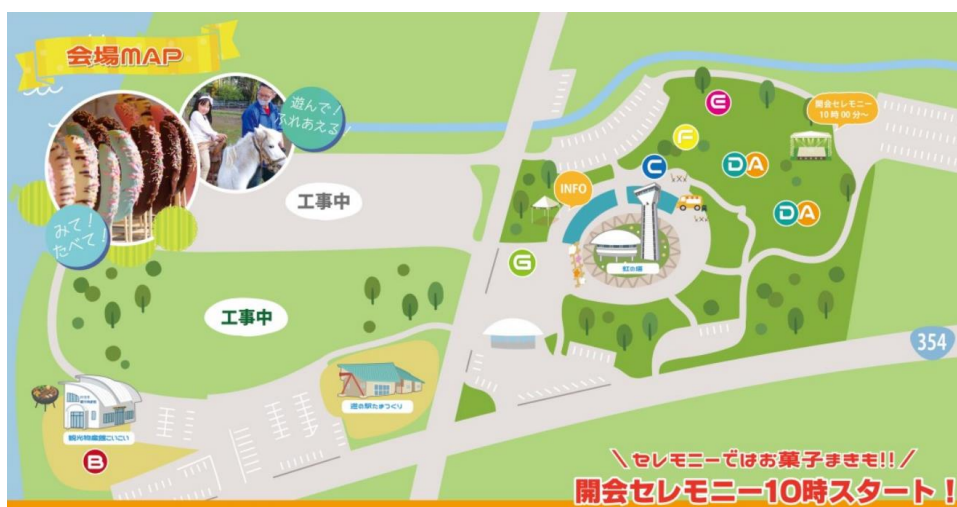 会場MAP
遊んで！
ふれあえる！
みて！
たべて！
工事中
工事中
INFO
開会セレモニー
10時00分〜
E
F
C
DA
DA
G
虹の塔
354
道の駅たまつくり
観光物産館こいこい
B
\セレモニーではお菓子まきも!!/
開会セレモニー10時スタート！